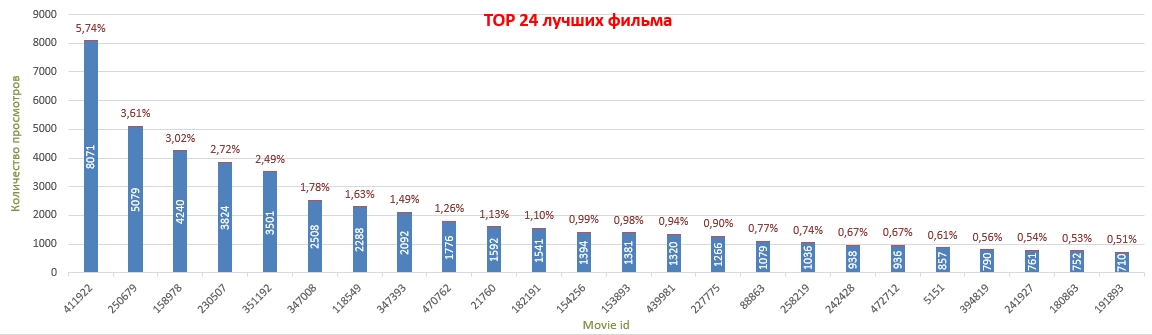 TOP 24 лучших фильма
Количество просмотров
9000
8000
7000
6000
5000
4000
3000
2000
1000
0
5,74% 3,61% 3,02% 2,72% 2,49% 1,78% 1,63% 1,49% 1,26% 1,13% 1,10% 0,99% 0,98% 0,94% 0,90% 0,77% 0,74% 0,67% 0,67% 0,61% 0,56% 0,54% 0,53% 0,51%
8071 5079 4240 3824 3501 2508 2288 2092 1776 1592 1541 1394 1381 1320 1266 1079 1036 938 936 857 790 761 752 710
411922 250679 158978 230507 351192 347008 118549 347393 470762 21760 182191 154256 153893 439981 227775 88863 258219 242428 472712 5151 394819 241927 180863 191893
Movie id